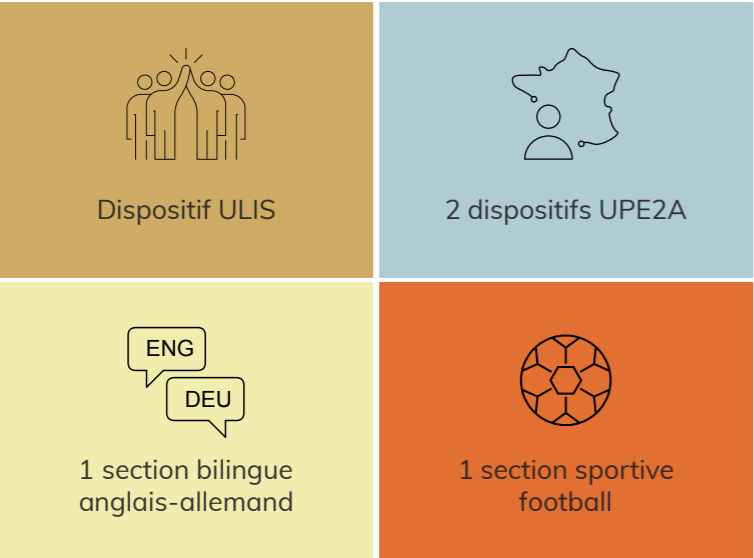 Dispositif ULIS
2 dispositifs UPE2A
ENG
DEU
1 section bilingue
anglais-allemand
1 section sportive
football